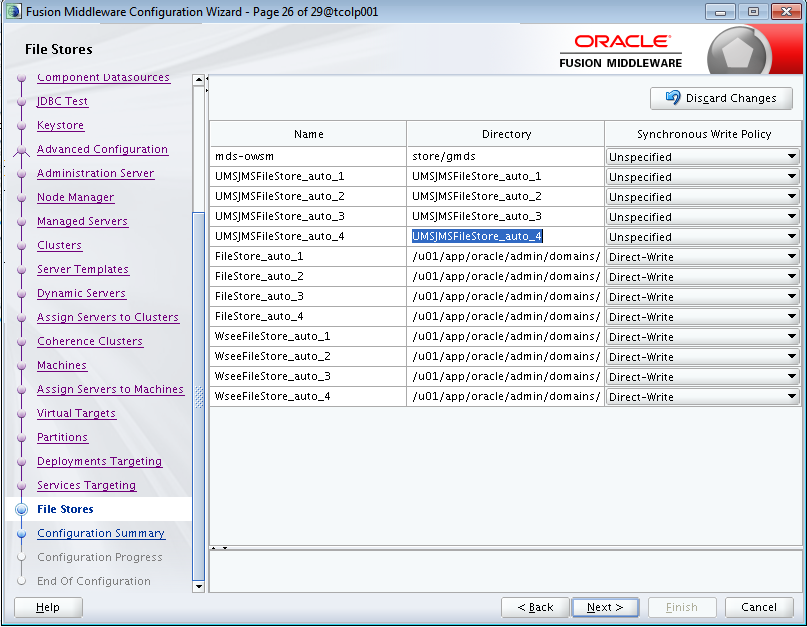 Fusion Middleware Configuration Wizard - Page 26 of 29@tcolp001
File Stores
ORACLE
FUSION MIDDLEWARE
Component Datasources
JDBC Test
Keystore
Advanced Configuration
Administration Server
Node Manager
Managed Servers
Clusters
Server Templates
Dynamic Servers
Assign Servers to Clusters
Coherence Clusters
Machines
Assign Servers to Machines
Virtual Targets
Partitions
Deployments Targeting
Services Targeting
File Stores
Configuration Summary
Configuration Progress
End Of Configuration
Discard Changes
Name Directory Synchronous Write Policy
mds-owsm store/gmds Unspecified
UMSJMSFileStore_auto_1 UMSJMSFileStore_auto_1 Unspecified
UMSJMSFileStore_auto_2 UMSJMSFileStore_auto_2 Unspecified
UMSJMSFileStore_auto_3 UMSJMSFileStore_auto_3 Unspecified
UMSJMSFileStore_auto_4 UMSJMSFileStore_auto_4 Unspecified
FileStore_auto_1 /u01/app/oracle/admin/domains/ Direct-Write
FileStore_auto_2 /u01/app/oracle/admin/domains/ Direct-Write
FileStore_auto_3 /u01/app/oracle/admin/domains/ Direct-Write
FileStore_auto_4 /u01/app/oracle/admin/domains/ Direct-Write
WseeFileStore_auto_1 /u01/app/oracle/admin/domains/ Direct-Write
WseeFileStore_auto_2 /u01/app/oracle/admin/domains/ Direct-Write
WseeFileStore_auto_3 /u01/app/oracle/admin/domains/ Direct-Write
WseeFileStore_auto_4 /u01/app/oracle/admin/domains/ Direct-Write
Help < Back Next > Finish Cancel